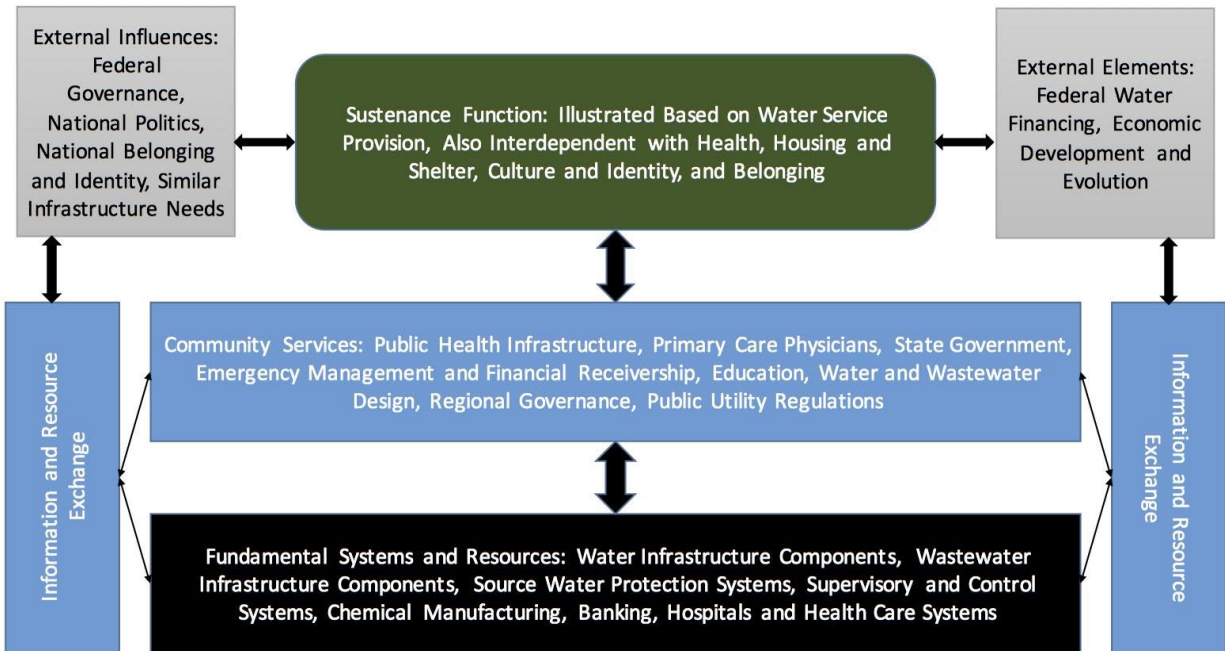 External Influences:
Federal
Governance,
National Politics,
National Belonging
and Identity, Similar
Infrastructure Needs
Sustenance Function: Illustrated Based on Water Service
Provision, Also Interdependent with Health, Housing and
Shelter, Culture and Identity, and Belonging
External Elements:
Federal Water
Financing, Economic
Development and
Evolution
Information and Resource
Exchange
Community Services: Public Health Infrastructure, Primary Care Physicians, State Government,
Emergency Management and Financial Receivership, Education, Water and Wastewater
Design, Regional Governance, Public Utility Regulations
Information and Resource
Exchange
Fundamental Systems and Resources: Water Infrastructure Components, Wastewater
Infrastructure Components, Source Water Protection Systems, Supervisory and Control
Systems, Chemical Manufacturing, Banking, Hospitals and Health Care Systems